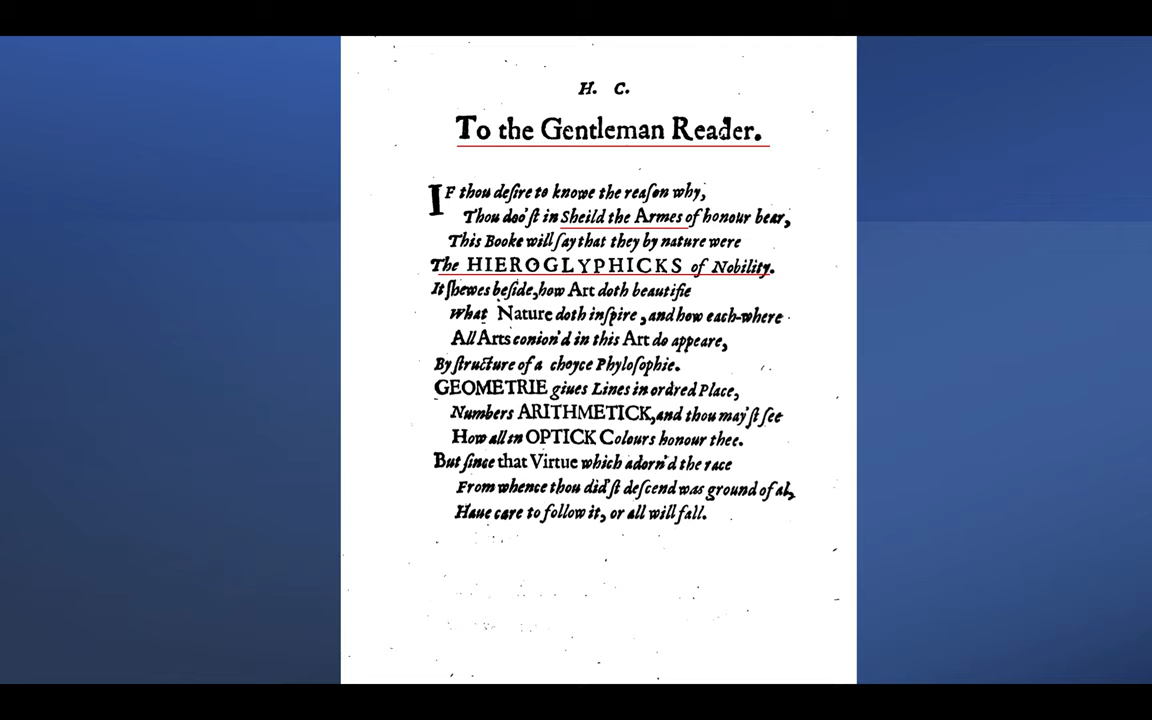 H. C.
To the Gentleman Reader.
IF thou deſire to knowe the reaſon why,
Thou doo'ſt in Sheild the Armes of honour bear,
This Booke will ſay that they by nature were
The HIEROGLYPHICKS of Nobility.
It ſhewes beſide, how Art doth beautifie
What Nature doth inſpire, and how each-where
All Arts conion'd in this Art do appeare,
By ſtructure of a choyce Phyloſophie.
GEOMETRIE giues Lines in ordred Place,
Numbers ARITHMETICK, and thou may'ſt ſee
How all in OPTICK Colours honour thee.
But ſince that Virtue which adorn'd the race
From whence thou did'ſt deſcend was ground of al,
Haue care to follow it, or all will fall.